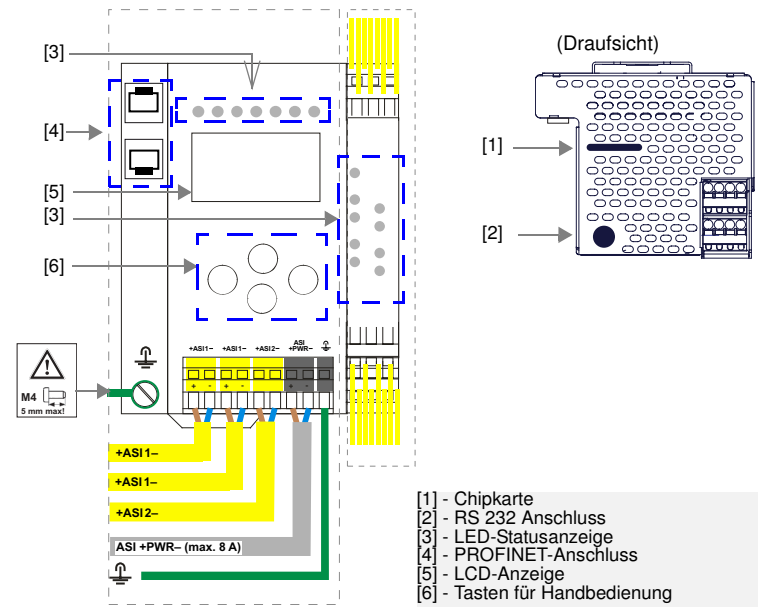 [3]
(Draufsicht)
[4]
[1]
[5]
[3]
[2]
[6]
+ASI1– +ASI1– +ASI2– ASI +PWR–
+ - + - + -
M4
5 mm max!
+ASI1–
+ASI1–
+ASI2–
ASI +PWR– (max. 8 A)
[1] - Chipkarte
[2] - RS 232 Anschluss
[3] - LED-Statusanzeige
[4] - PROFINET-Anschluss
[5] - LCD-Anzeige
[6] - Tasten für Handbedienung